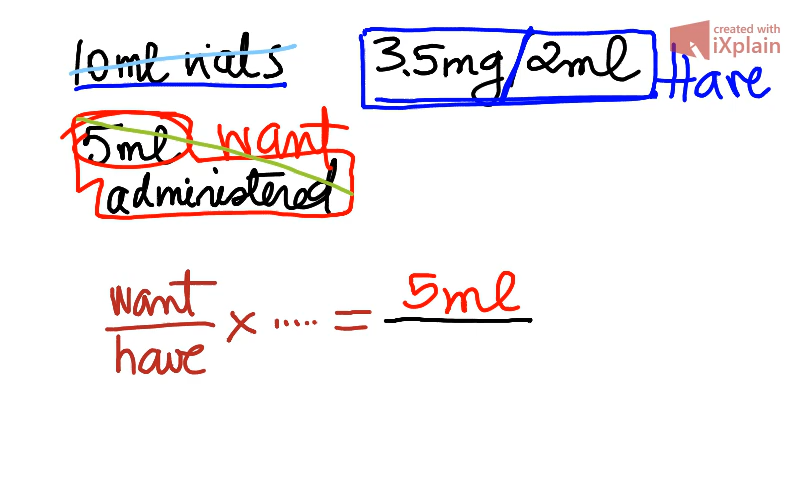 created with
iXplain
10ml vials
3.5mg/2ml Have
5ml want
administered
want
have
x ..... =
5ml